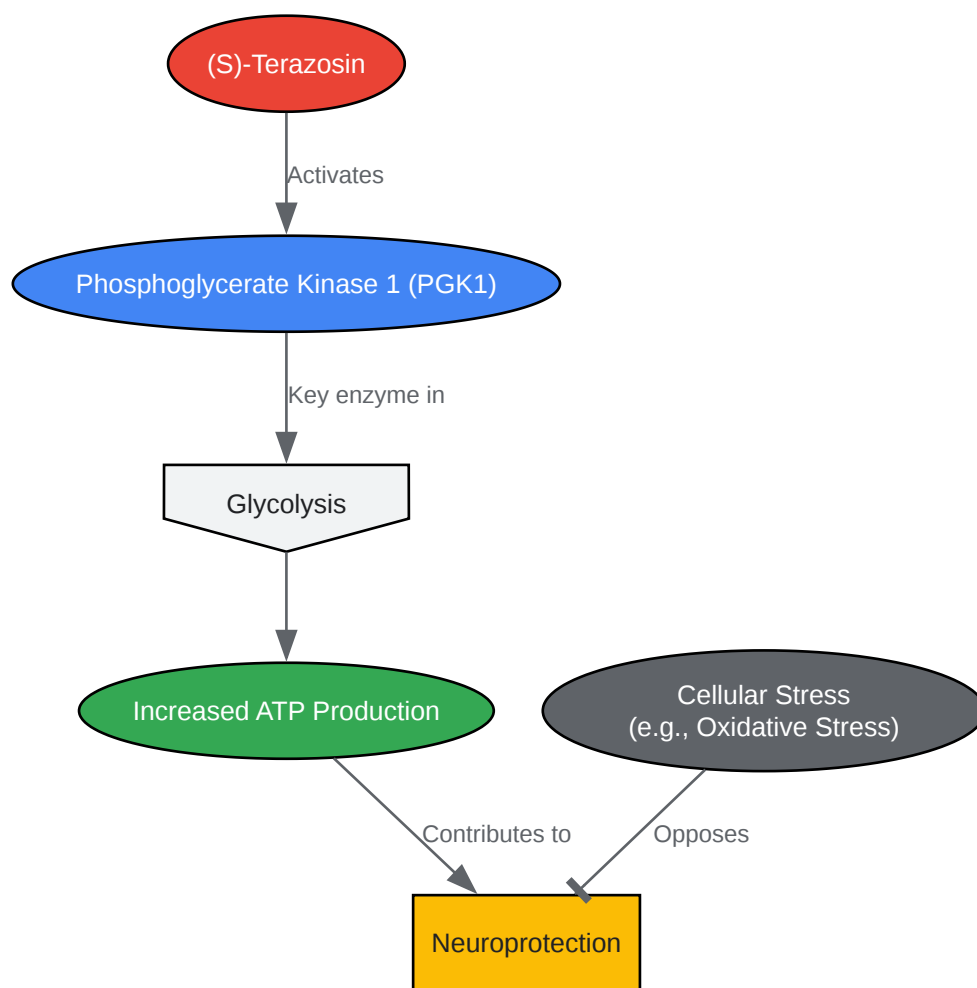 (S)-Terazosin
Activates
Phosphoglycerate Kinase 1 (PGK1)
Key enzyme in
Glycolysis
Increased ATP Production
Cellular Stress
(e.g., Oxidative Stress)
Contributes to
Opposes
Neuroprotection